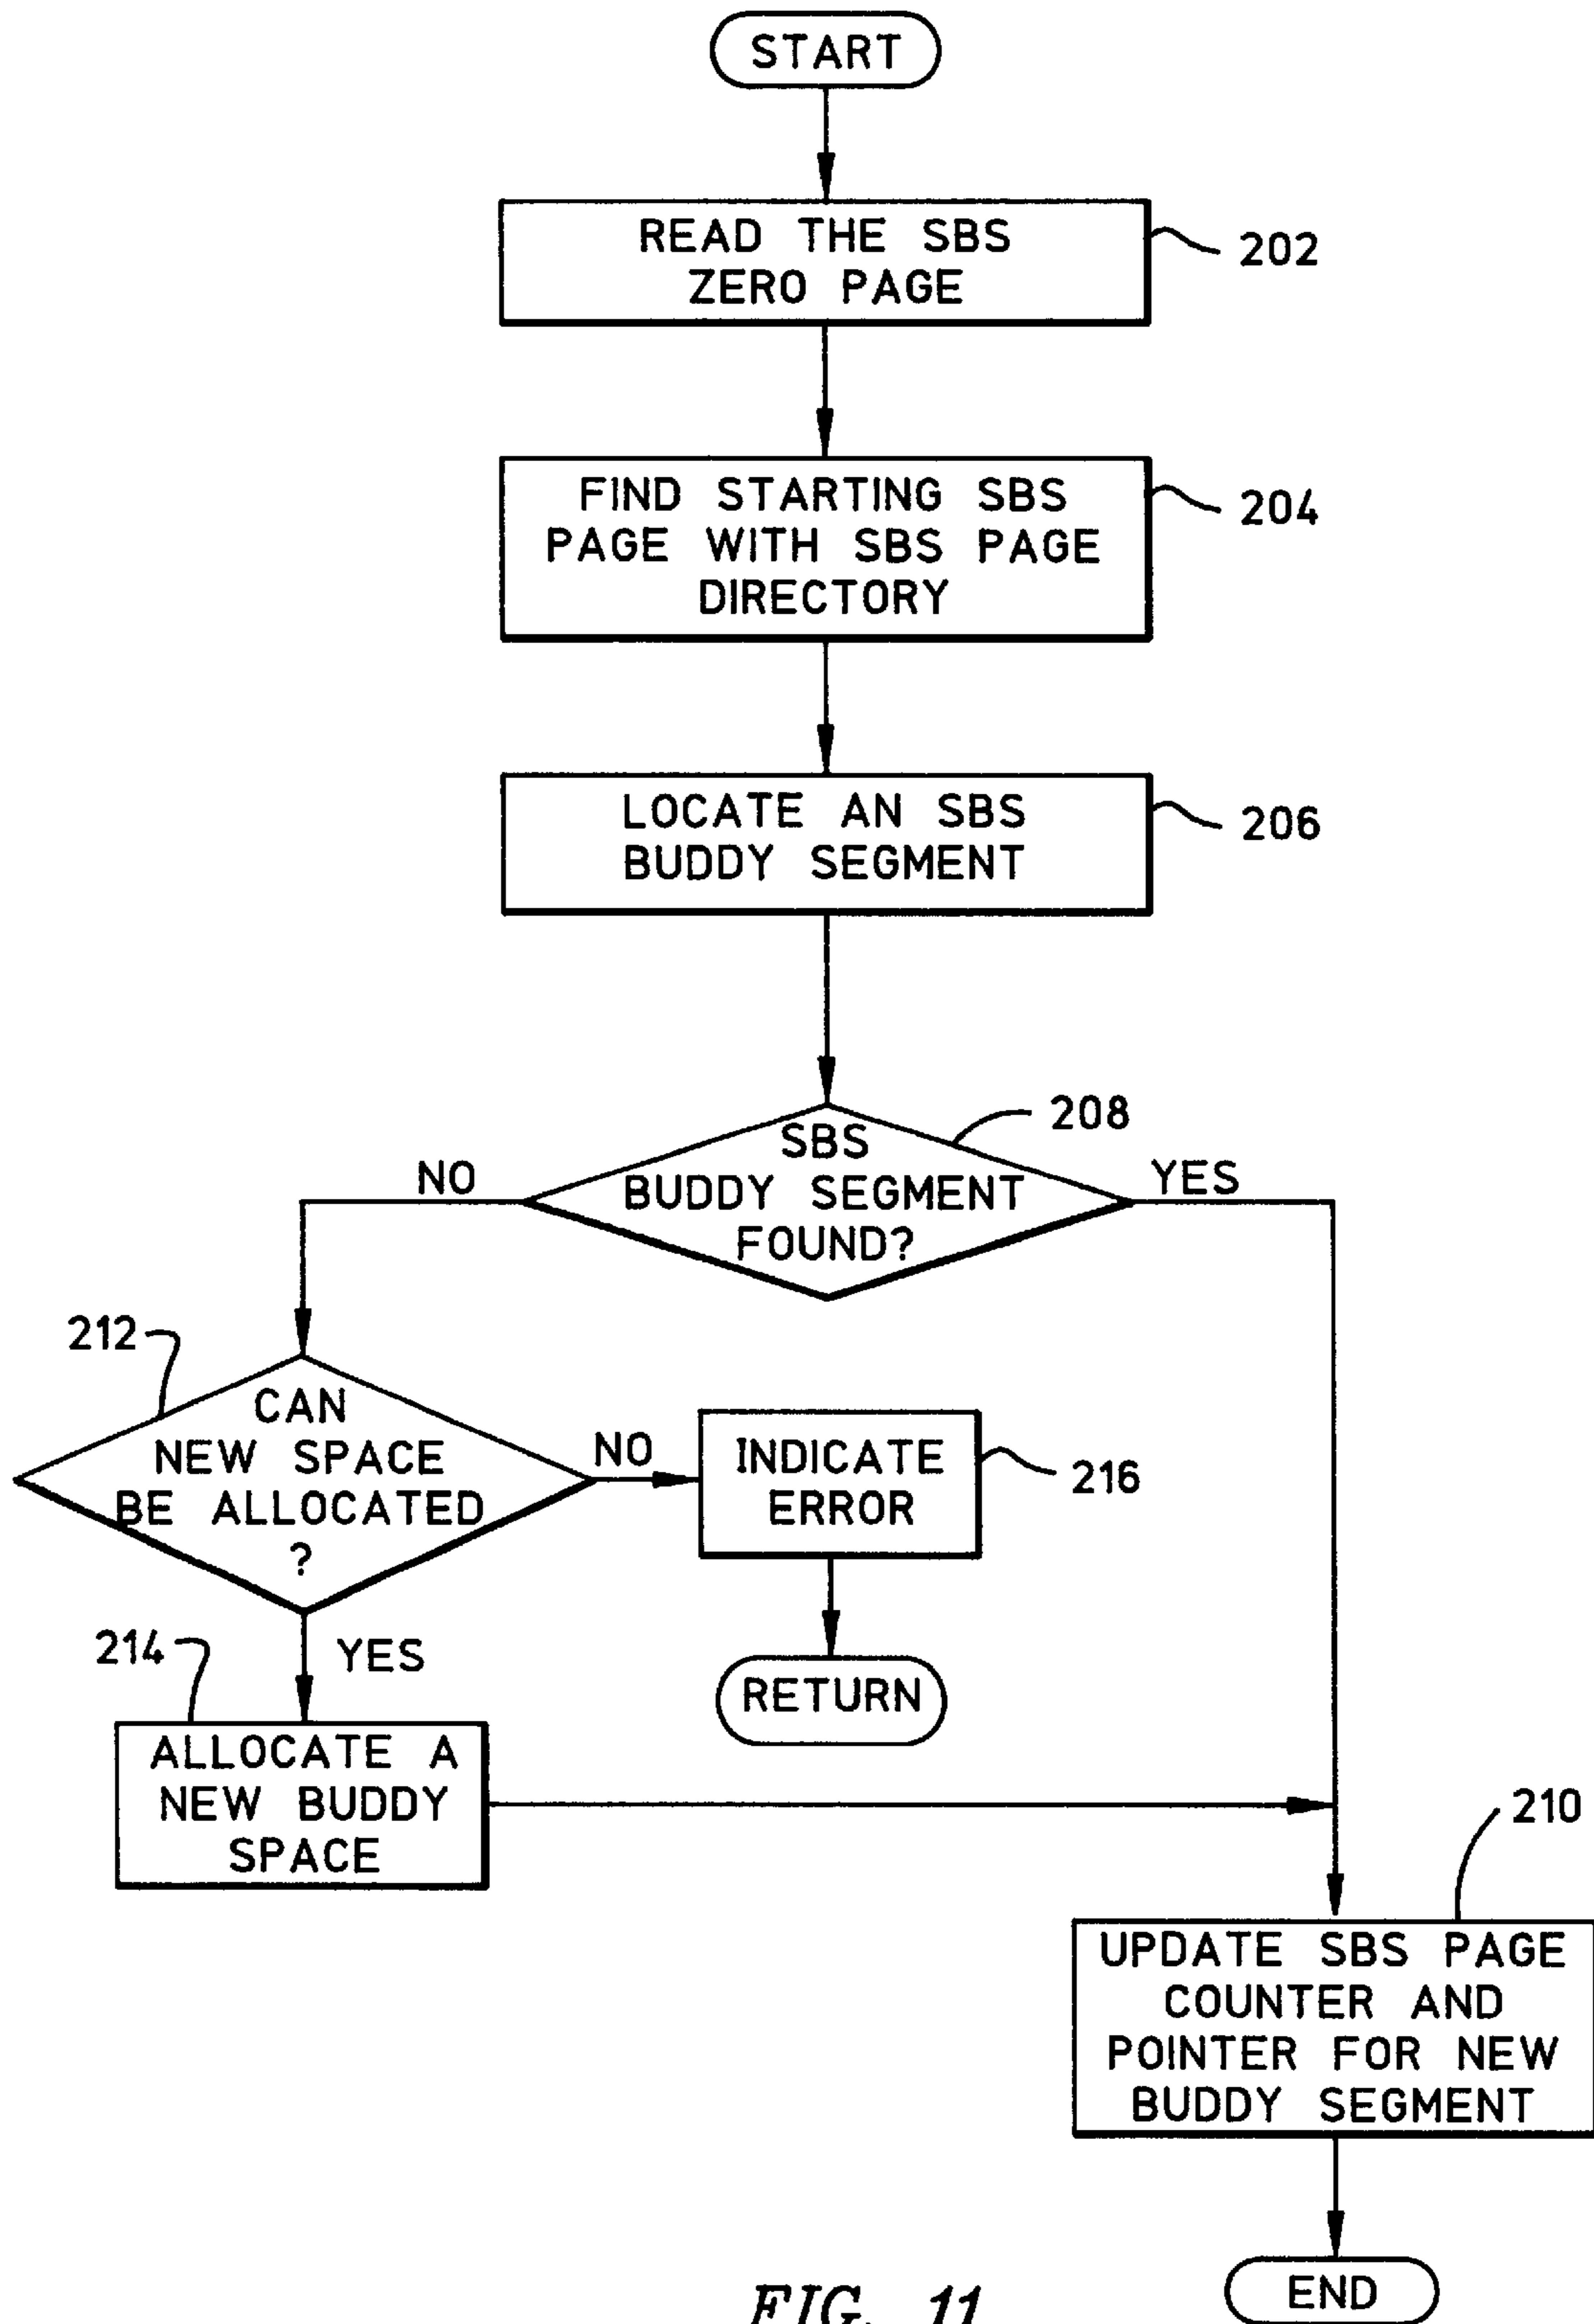 START
READ THE SBS
ZERO PAGE
202
FIND STARTING SBS
PAGE WITH SBS PAGE
DIRECTORY
204
LOCATE AN SBS
BUDDY SEGMENT
206
208
SBS
BUDDY SEGMENT
FOUND?
NO
YES
212
CAN
NEW SPACE
BE ALLOCATED
?
NO
INDICATE
ERROR
216
YES
RETURN
214
ALLOCATE A
NEW BUDDY
SPACE
210
UPDATE SBS PAGE
COUNTER AND
POINTER FOR NEW
BUDDY SEGMENT
END
FIG. 11